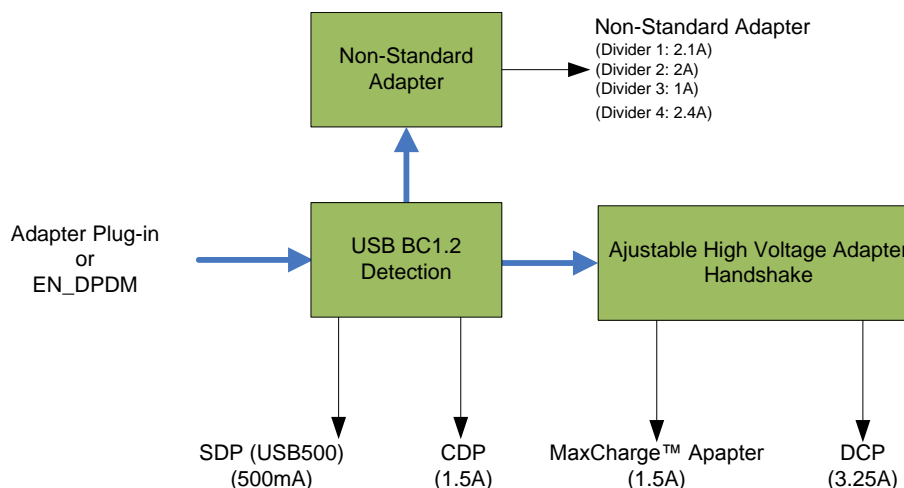 Non-Standard
Adapter
Non-Standard Adapter
(Divider 1: 2.1A)
(Divider 2: 2A)
(Divider 3: 1A)
(Divider 4: 2.4A)
Adapter Plug-in
or
EN_DPDM
USB BC1.2
Detection
Ajustable High Voltage Adapter
Handshake
SDP (USB500)
(500mA)
CDP
(1.5A)
MaxCharge™ Apapter
(1.5A)
DCP
(3.25A)